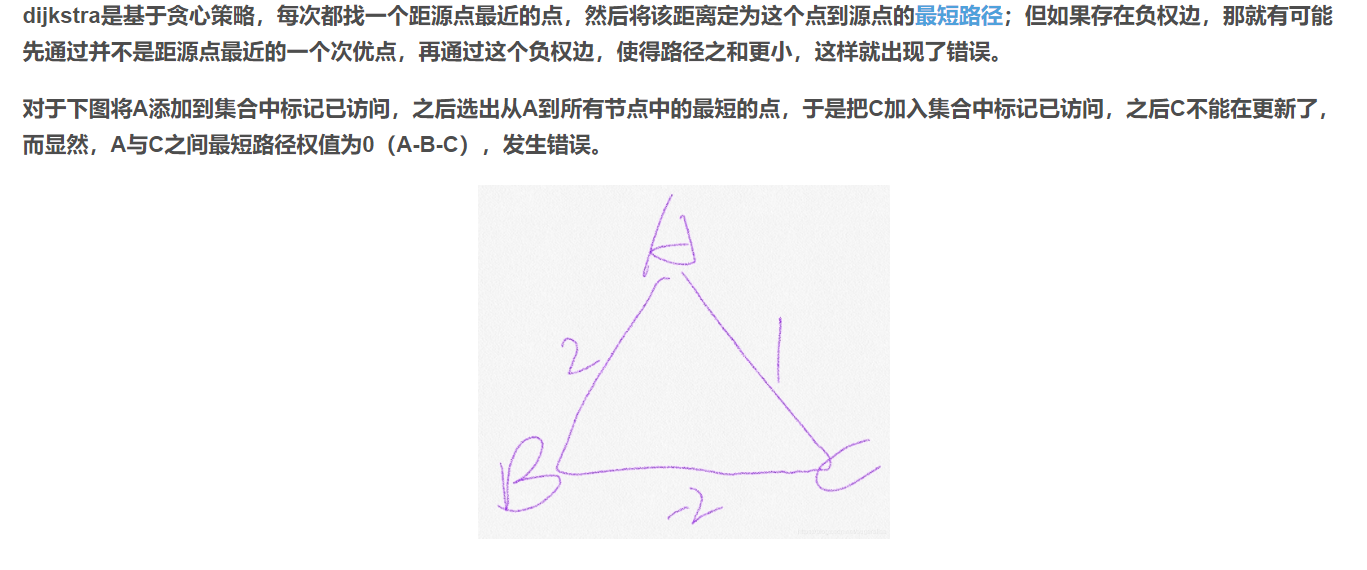 dijkstra是基于贪心策略，每次都找一个距源点最近的点，然后将该距离定为这个点到源点的最短路径；但如果存在负权边，那就有可能
先通过并不是距源点最近的一个次优点，再通过这个负权边，使得路径之和更小，这样就出现了错误。
对于下图将A添加到集合中标记已访问，之后选出从A到所有节点中的最短的点，于是把C加入集合中标记已访问，之后C不能在更新了，
而显然，A与C之间最短路径权值为0（A-B-C），发生错误。
A
2
1
B
C
-2